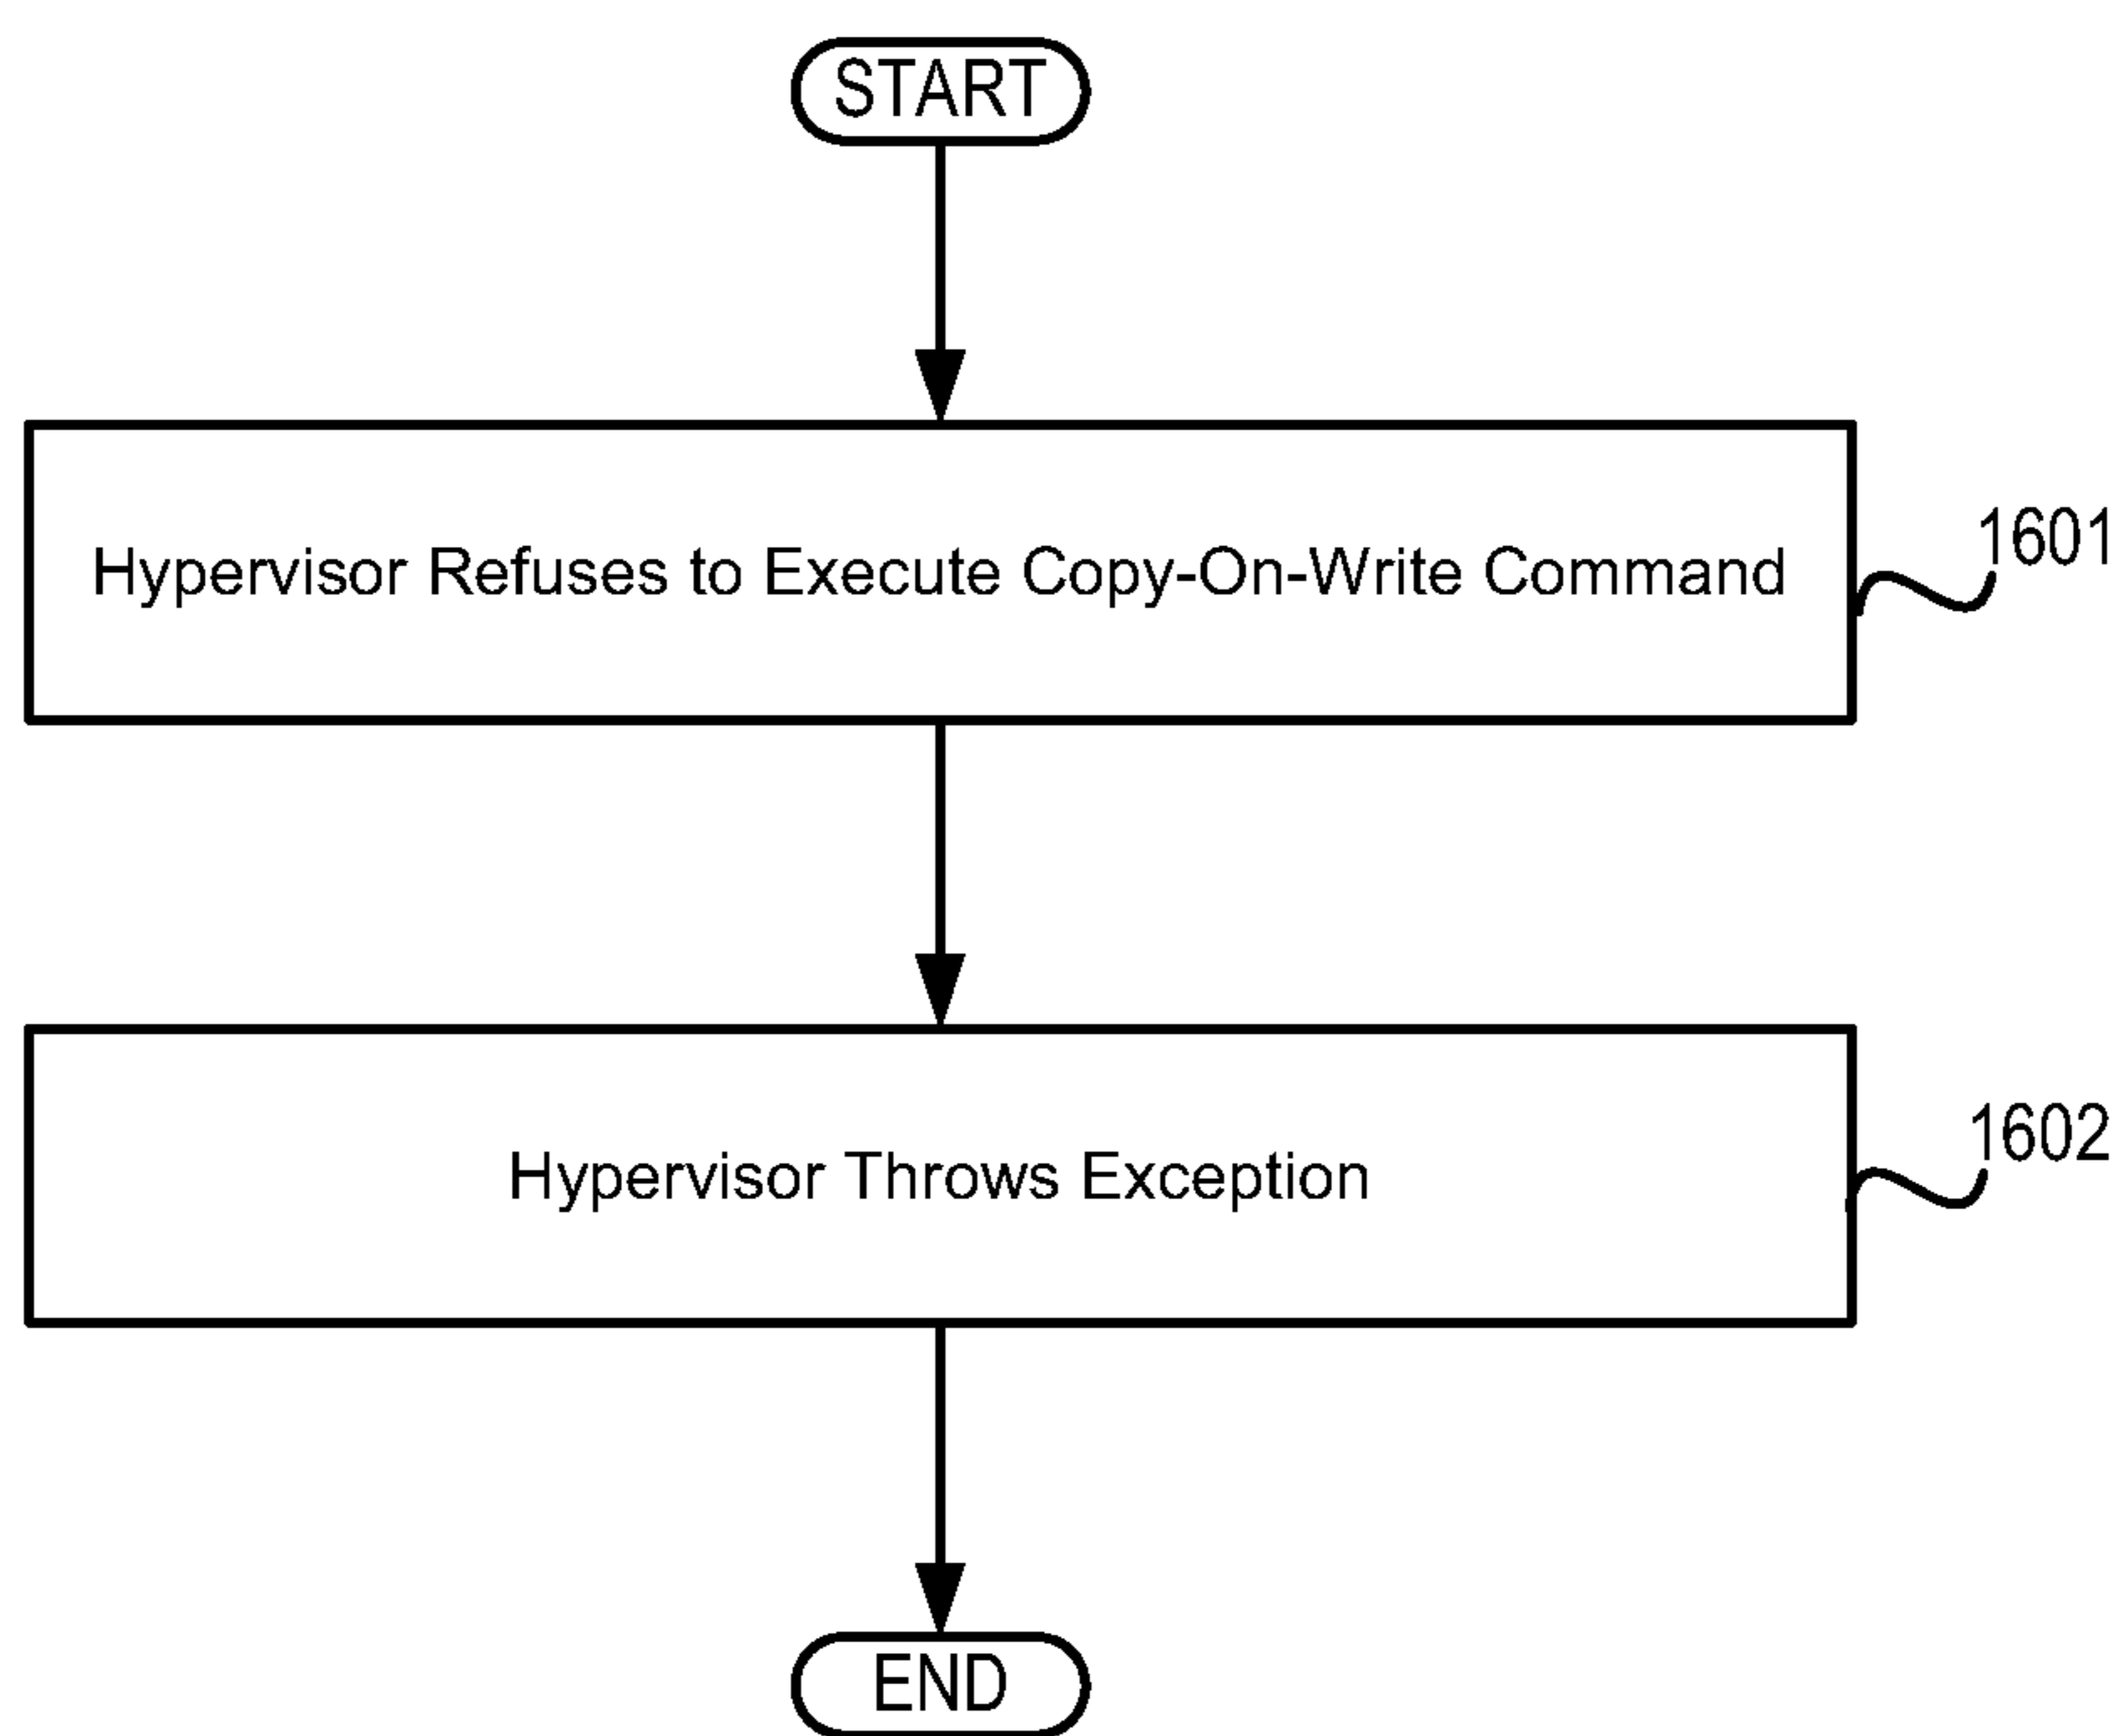 START
Hypervisor Refuses to Execute Copy-On-Write Command
1601
Hypervisor Throws Exception
1602
END